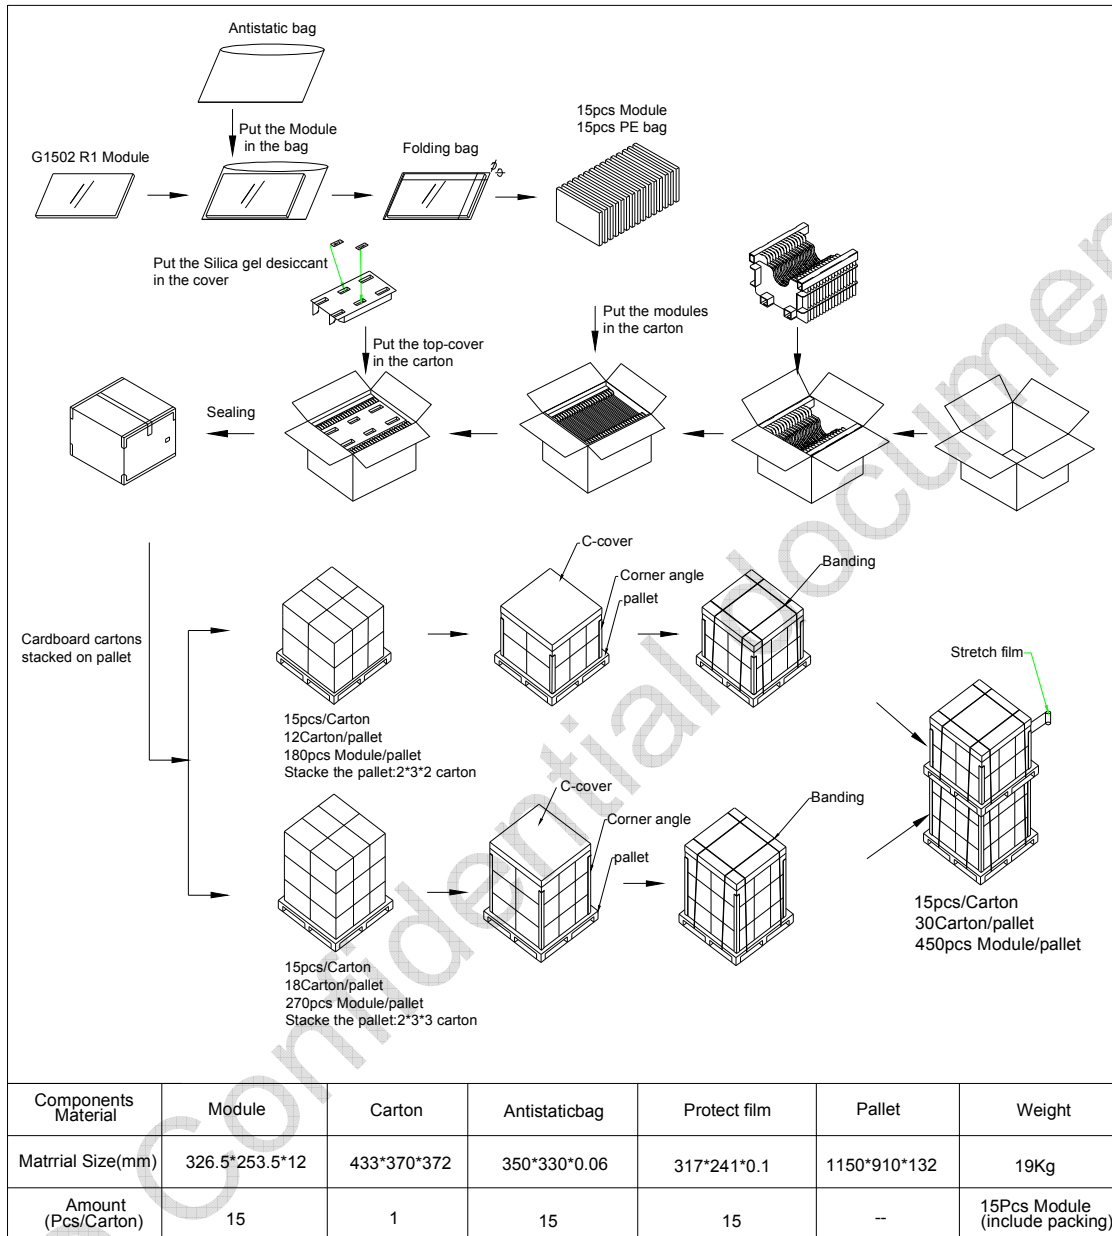 Antistatic bag
Put the Module
in the bag
G1502 R1 Module
Folding bag
15pcs Module
15pcs PE bag
Put the Silica gel desiccant
in the cover
Put the top-cover
in the carton
Put the modules
in the carton
Sealing
Cardboard cartons
stacked on pallet
C-cover
Corner angle
pallet
Banding
15pcs/Carton
12Carton/pallet
180pcs Module/pallet
Stacke the pallet:2*3*2 carton
Stretch film
C-cover
Corner angle
pallet
Banding
15pcs/Carton
18Carton/pallet
270pcs Module/pallet
Stacke the pallet:2*3*3 carton
15pcs/Carton
30Carton/pallet
450pcs Module/pallet
Components Material Module Carton Antistaticbag Protect film Pallet Weight
Matrrial Size(mm) 326.5*253.5*12 433*370*372 350*330*0.06 317*241*0.1 1150*910*132 19Kg
Amount (Pcs/Carton) 15 1 15 15 -- 15Pcs Module (include packing)
Confidential document